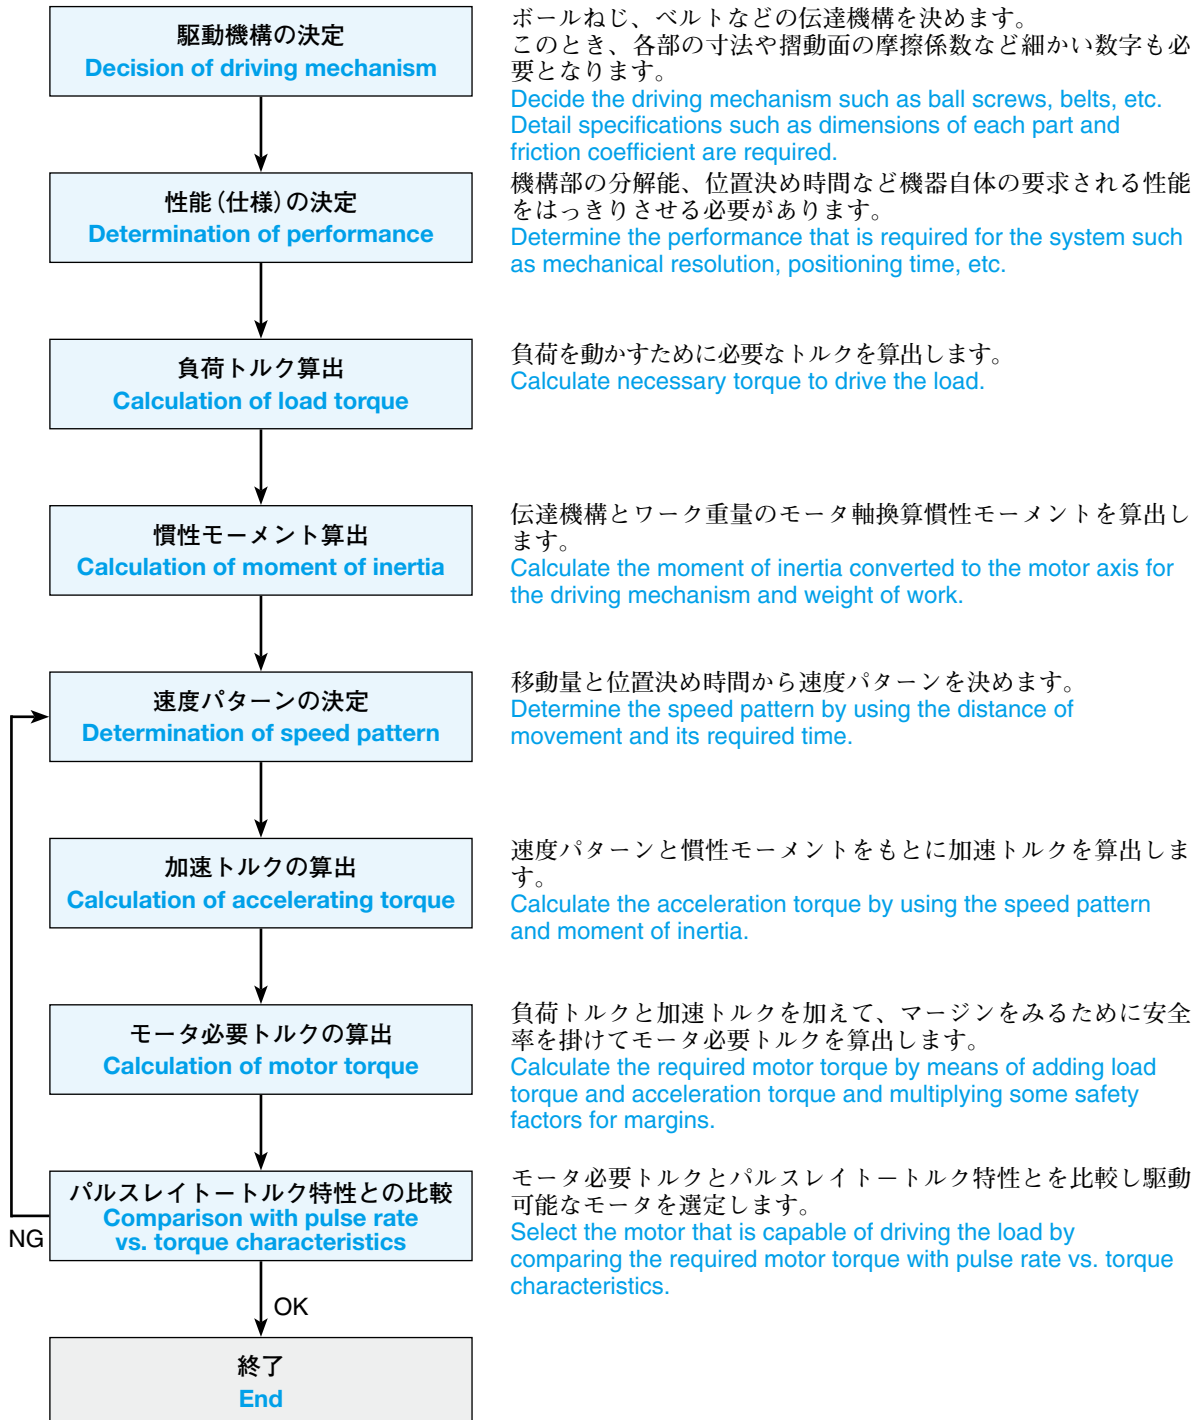 駆動機構の決定
Decision of driving mechanism
ボールねじ、ベルトなどの伝達機構を決めます。
このとき、各部の寸法や摺動面の摩擦係数など細かい数字も必
要となります。
Decide the driving mechanism such as ball screws, belts, etc.
Detail specifications such as dimensions of each part and
friction coefficient are required.
性能(仕様)の決定
Determination of performance
機構部の分解能、位置決め時間など機器自体の要求される性能
をはっきりさせる必要があります。
Determine the performance that is required for the system such
as mechanical resolution, positioning time, etc.
負荷トルク算出
Calculation of load torque
負荷を動かすために必要なトルクを算出します。
Calculate necessary torque to drive the load.
慣性モーメント算出
Calculation of moment of inertia
伝達機構とワーク重量のモータ軸換算慣性モーメントを算出し
ます。
Calculate the moment of inertia converted to the motor axis for
the driving mechanism and weight of work.
速度パターンの決定
Determination of speed pattern
移動量と位置決め時間から速度パターンを決めます。
Determine the speed pattern by using the distance of
movement and its required time.
加速トルクの算出
Calculation of accelerating torque
速度パターンと慣性モーメントをもとに加速トルクを算出しま
す。
Calculate the acceleration torque by using the speed pattern
and moment of inertia.
モータ必要トルクの算出
Calculation of motor torque
負荷トルクと加速トルクを加えて、マージンをみるために安全
率を掛けてモータ必要トルクを算出します。
Calculate the required motor torque by means of adding load
torque and acceleration torque and multiplying some safety
factors for margins.
パルスレイトートルク特性との比較
Comparison with pulse rate
vs. torque characteristics
モータ必要トルクとパルスレイト－トルク特性とを比較し駆動
可能なモータを選定します。
Select the motor that is capable of driving the load by
comparing the required motor torque with pulse rate vs. torque
characteristics.
NG
OK
終了
End